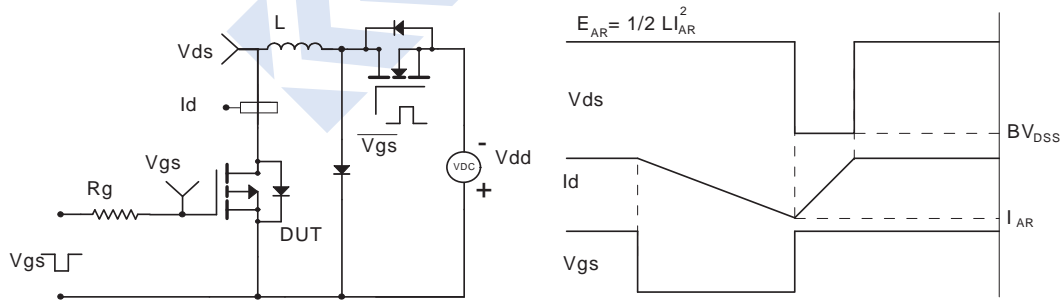 L
Vds
Id
Vgs
Rg
Vgs
DUT
Vgs
VDC
-
+
Vdd
E_AR = 1/2 LI_AR^2
Vds
BV_DSS
Id
I_AR
Vgs